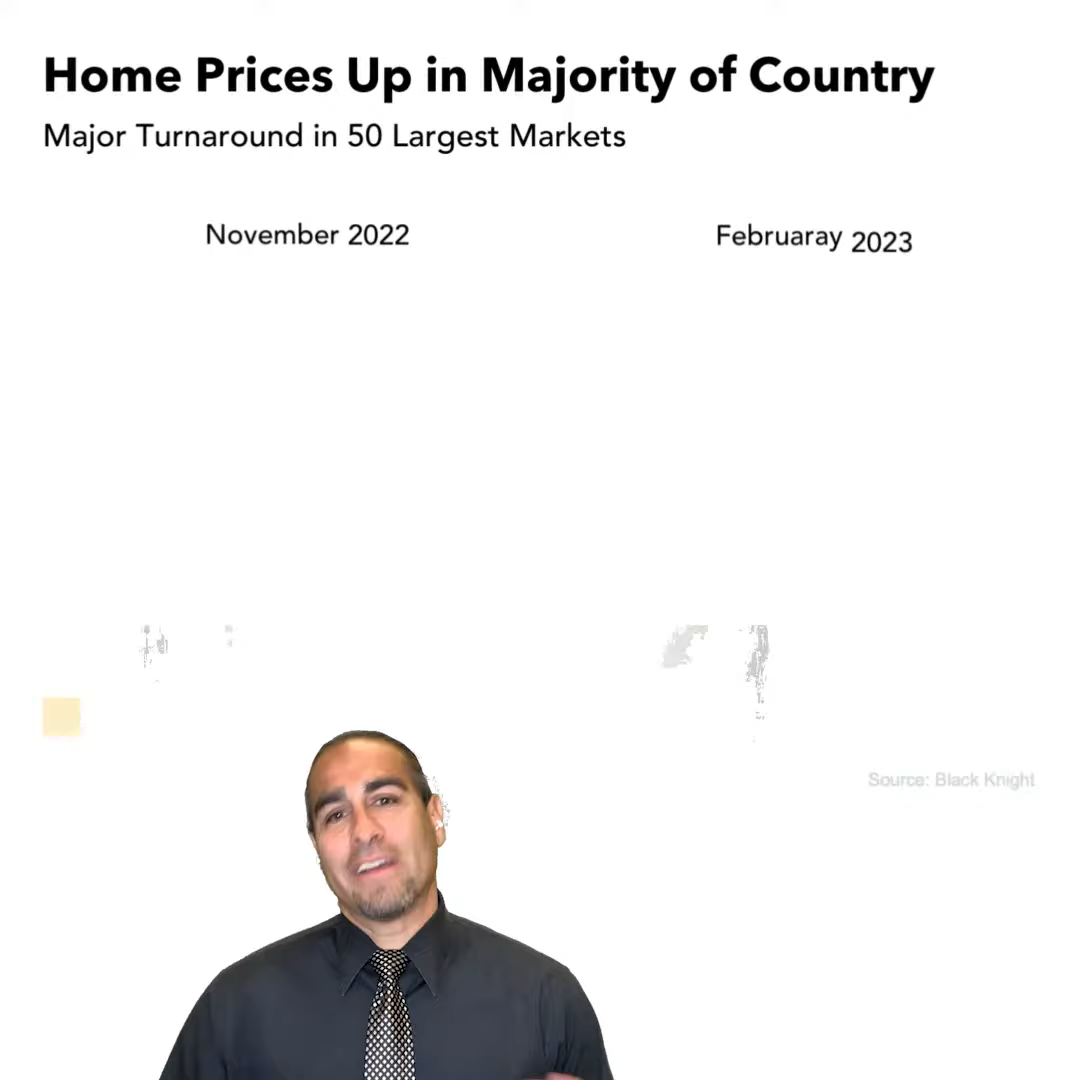 Home Prices Up in Majority of Country
Major Turnaround in 50 Largest Markets
November 2022
Februaray 2023
Source: Black Knight